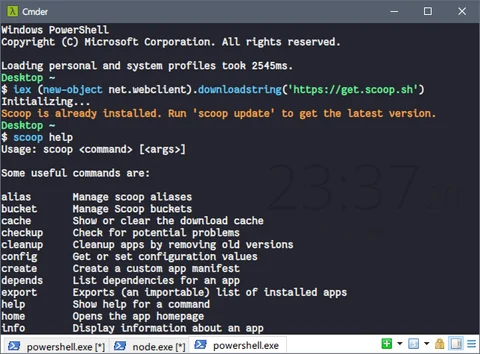 Cmder
Windows PowerShell
Copyright (C) Microsoft Corporation. All rights reserved.
Loading personal and system profiles took 2545ms.
Desktop ~
$ iex (new-object net.webclient).downloadstring('https://get.scoop.sh')
Initializing...
Scoop is already installed. Run 'scoop update' to get the latest version.
Desktop ~
$ scoop help
Usage: scoop <command> [<args>]
Some useful commands are:
alias Manage Scoop aliases
bucket Manage Scoop buckets
cache Show or clear the download cache
checkup Check for potential problems
cleanup Cleanup apps by removing old versions
config Get or set configuration values
create Create a custom app manifest
depends List dependencies for an app
export Exports (an importable) list of installed apps
help Show help for a command
home Opens the app homepage
info Display information about an app
23:37
powershell.exe [*] node.exe [*] powershell.exe